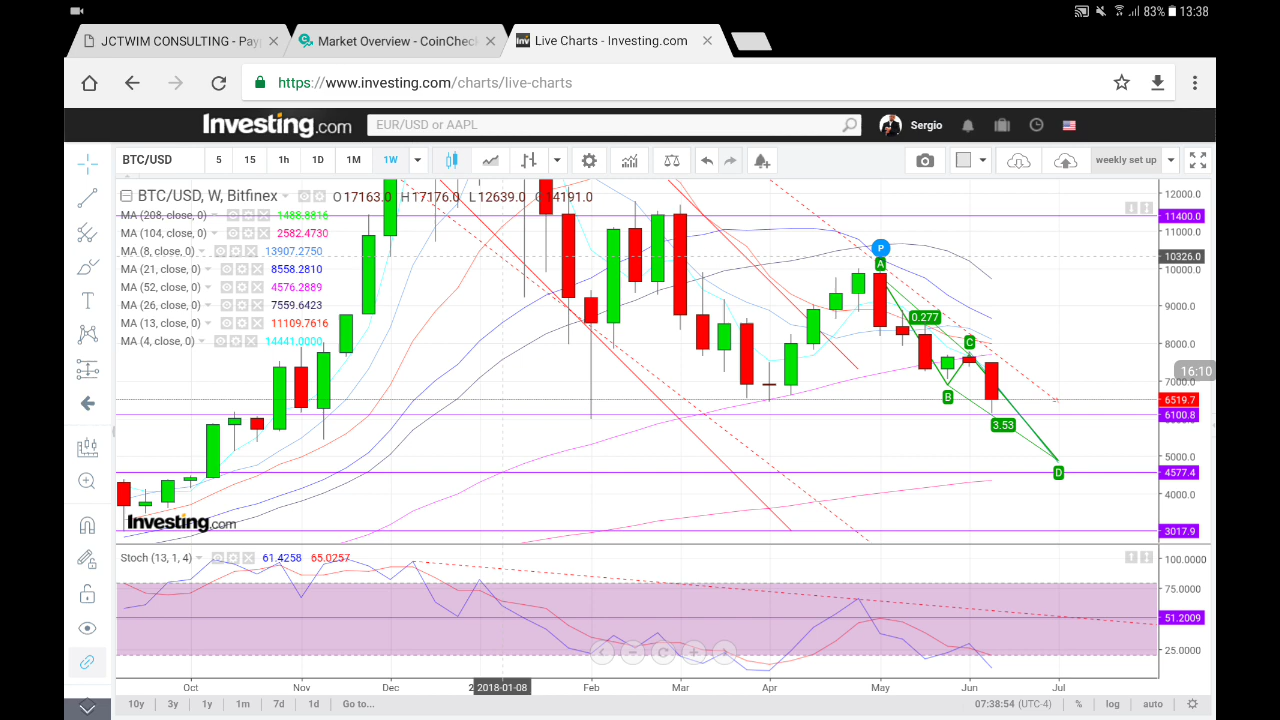 83% 13:38
JCTWIM CONSULTING - Pay
Market Overview - CoinChec
Inv Live Charts - Investing.com
https://www.investing.com/charts/live-charts
Investing.com EUR/USD or AAPL Sergio
BTC/USD 5 15 1h 1D 1M 1W weekly set up
BTC/USD, W, Bitfinex O 17163.0 H 17176.0 L 12639.0 C 14191.0
MA (208, close, 0) 1488.8816
MA (104, close, 0) 2582.4730
MA (8, close, 0) 13907.2750
MA (21, close, 0) 8558.2810
MA (52, close, 0) 4576.2889
MA (26, close, 0) 7559.6423
MA (13, close, 0) 11109.7616
MA (4, close, 0) 14441.0000
P
A
0.277
C
B
3.53
D
12000.0
11400.0
11000.0
10326.0
10000.0
9000.0
8000.0
16:10
7000.0
6519.7
6100.8
5000.0
4577.4
4000.0
3017.9
Investing.com
Stoch (13, 1, 4) 61.4258 65.0257
100.0000
75.0000
51.2009
25.0000
Oct Nov Dec 2 2018-01-08 Feb Mar Apr May Jun Jul
10y 3y 1y 1m 7d 1d Go to... 07:38:54 (UTC-4) % log auto